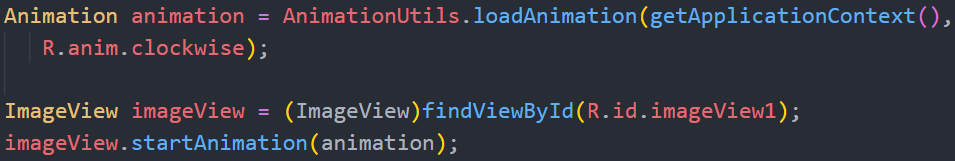 Animation animation = AnimationUtils.loadAnimation(getApplicationContext(),
R.anim.clockwise);
ImageView imageView = (ImageView)findViewById(R.id.imageView1);
imageView.startAnimation(animation);